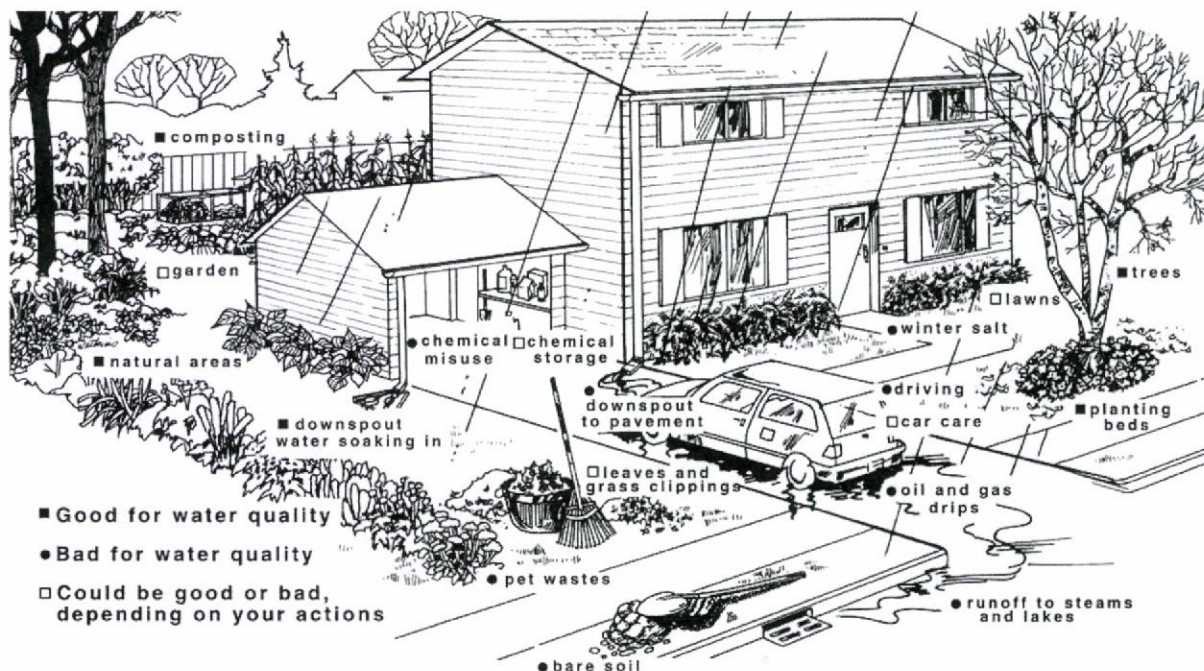 ■ composting
□ garden
■ trees
□ lawns
● winter salt
● chemical
misuse
□ chemical
storage
■ natural areas
● driving
● downspout
to pavement
■ planting
beds
□ car care
■ downspout
water soaking in
□ leaves and
grass clippings
● oil and gas
drips
■ Good for water quality
● Bad for water quality
□ Could be good or bad,
depending on your actions
● pet wastes
● runoff to steams
and lakes
● bare soil